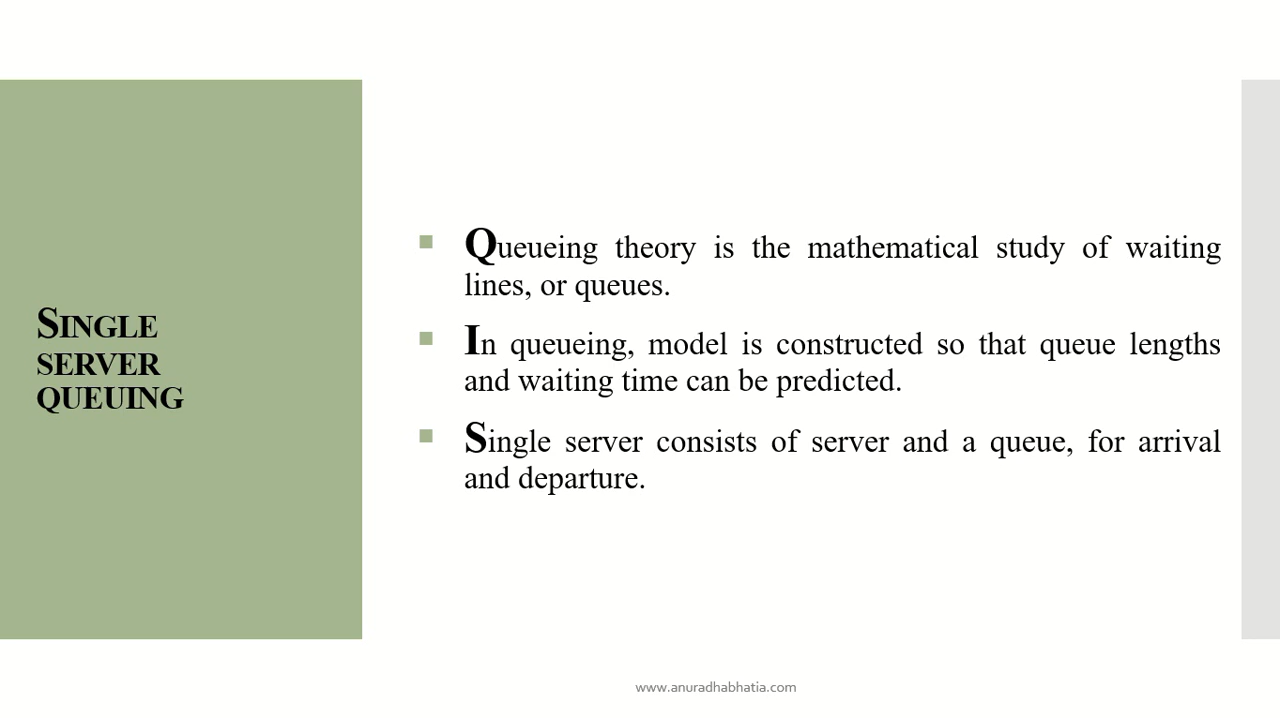 SINGLE
SERVER
QUEUING
Queueing theory is the mathematical study of waiting
lines, or queues.
In queueing, model is constructed so that queue lengths
and waiting time can be predicted.
Single server consists of server and a queue, for arrival
and departure.
www.anuradhabhatia.com